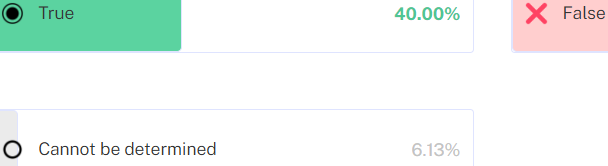 True 40.00% False
Cannot be determined 6.13%